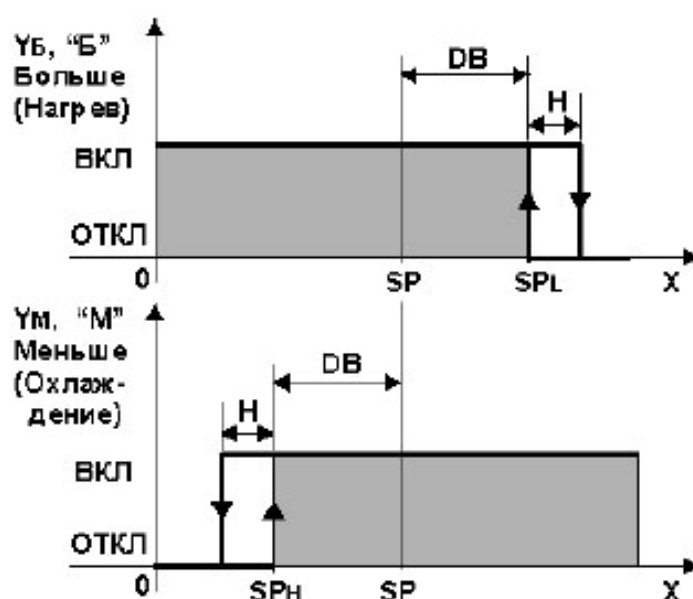 YБ, “Б”
Больше
(Нагрев)
DB
H
ВКЛ
ОТКЛ
0
SP
SPL
X
YМ, “М”
Меньше
(Охлаж-
дение)
DB
H
ВКЛ
ОТКЛ
0
SPH
SP
X